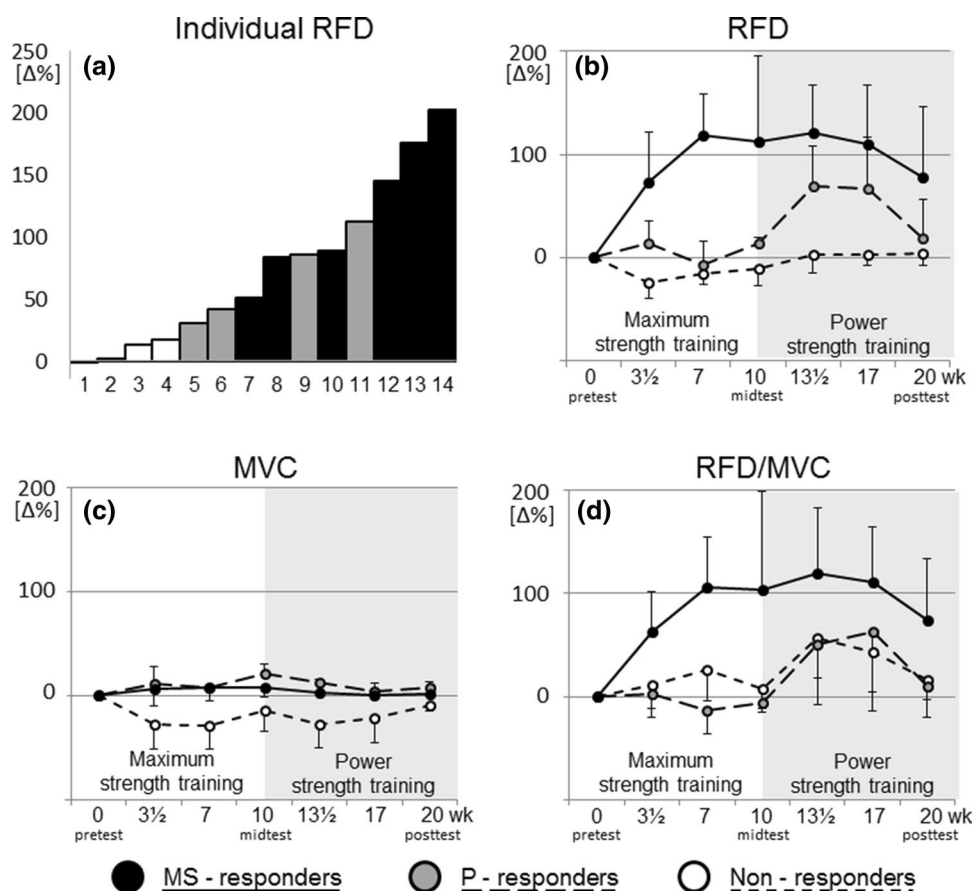 Individual RFD
250
[Δ%]
(a)
200
150
100
50
0
1 2 3 4 5 6 7 8 9 10 11 12 13 14
RFD
200
[Δ%]
(b)
100
0
Maximum
strength training
Power
strength training
0 3½ 7 10 13½ 17 20 wk
pretest midtest posttest
MVC
200
[Δ%]
(c)
100
0
Maximum
strength training
Power
strength training
0 3½ 7 10 13½ 17 20 wk
pretest midtest posttest
RFD/MVC
200
[Δ%]
(d)
100
0
Maximum
strength training
Power
strength training
0 3½ 7 10 13½ 17 20 wk
pretest midtest posttest
MS - responders P - responders Non - responders